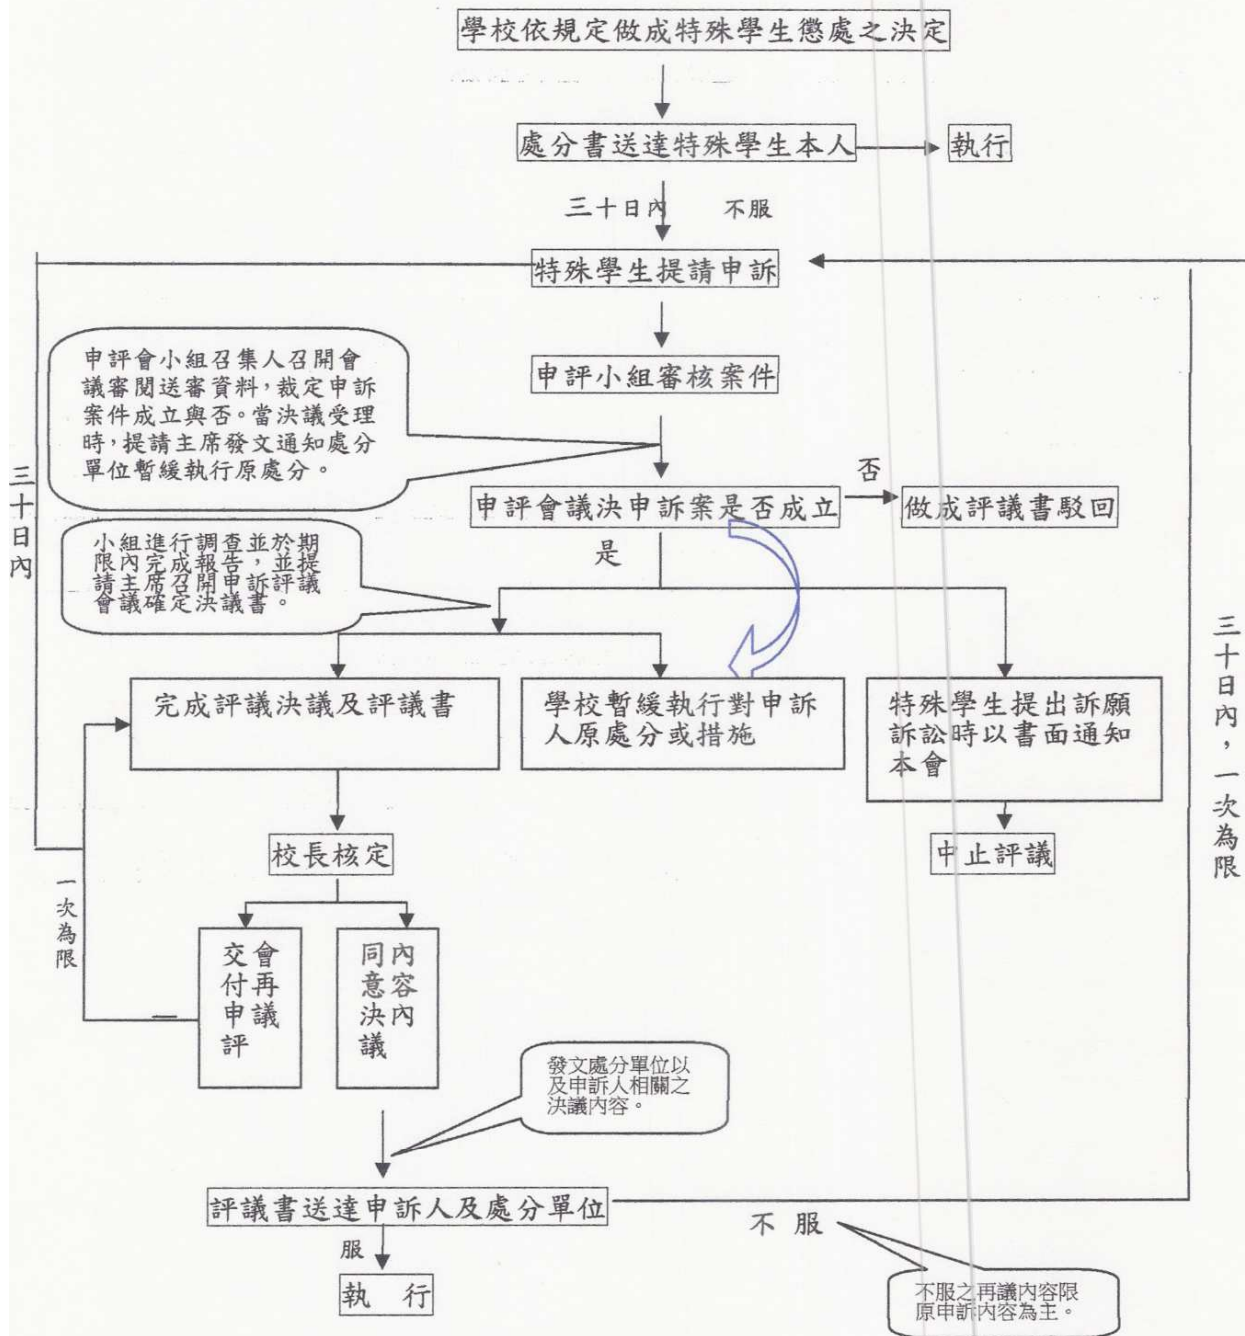 學校依規定做成特殊學生懲處之決定
處分書送達特殊學生本人
執行
三十日內
不服
特殊學生提請申訴
申評會小組召集人召開會
議審閱送審資料，裁定申訴
案件成立與否。當決議受理
時，提請主席發文通知處分
單位暫緩執行原處分。
申評小組審核案件
三十日內
申評會議決申訴案是否成立
否
做成評議書駁回
是
小組進行調查並於期
限內完成報告，並提
請主席召開申訴評議
會議確定決議書。
三十日內，一次為限
完成評議決議及評議書
學校暫緩執行對申訴
人原處分或措施
特殊學生提出訴願
訴訟時以書面通知
本會
校長核定
中止評議
一次為限
交付申評
會再議
同意決議
內容內
發文處分單位以
及申訴人相關之
決議內容。
評議書送達申訴人及處分單位
不服
服
執 行
不服之再議內容限
原申訴內容為主。